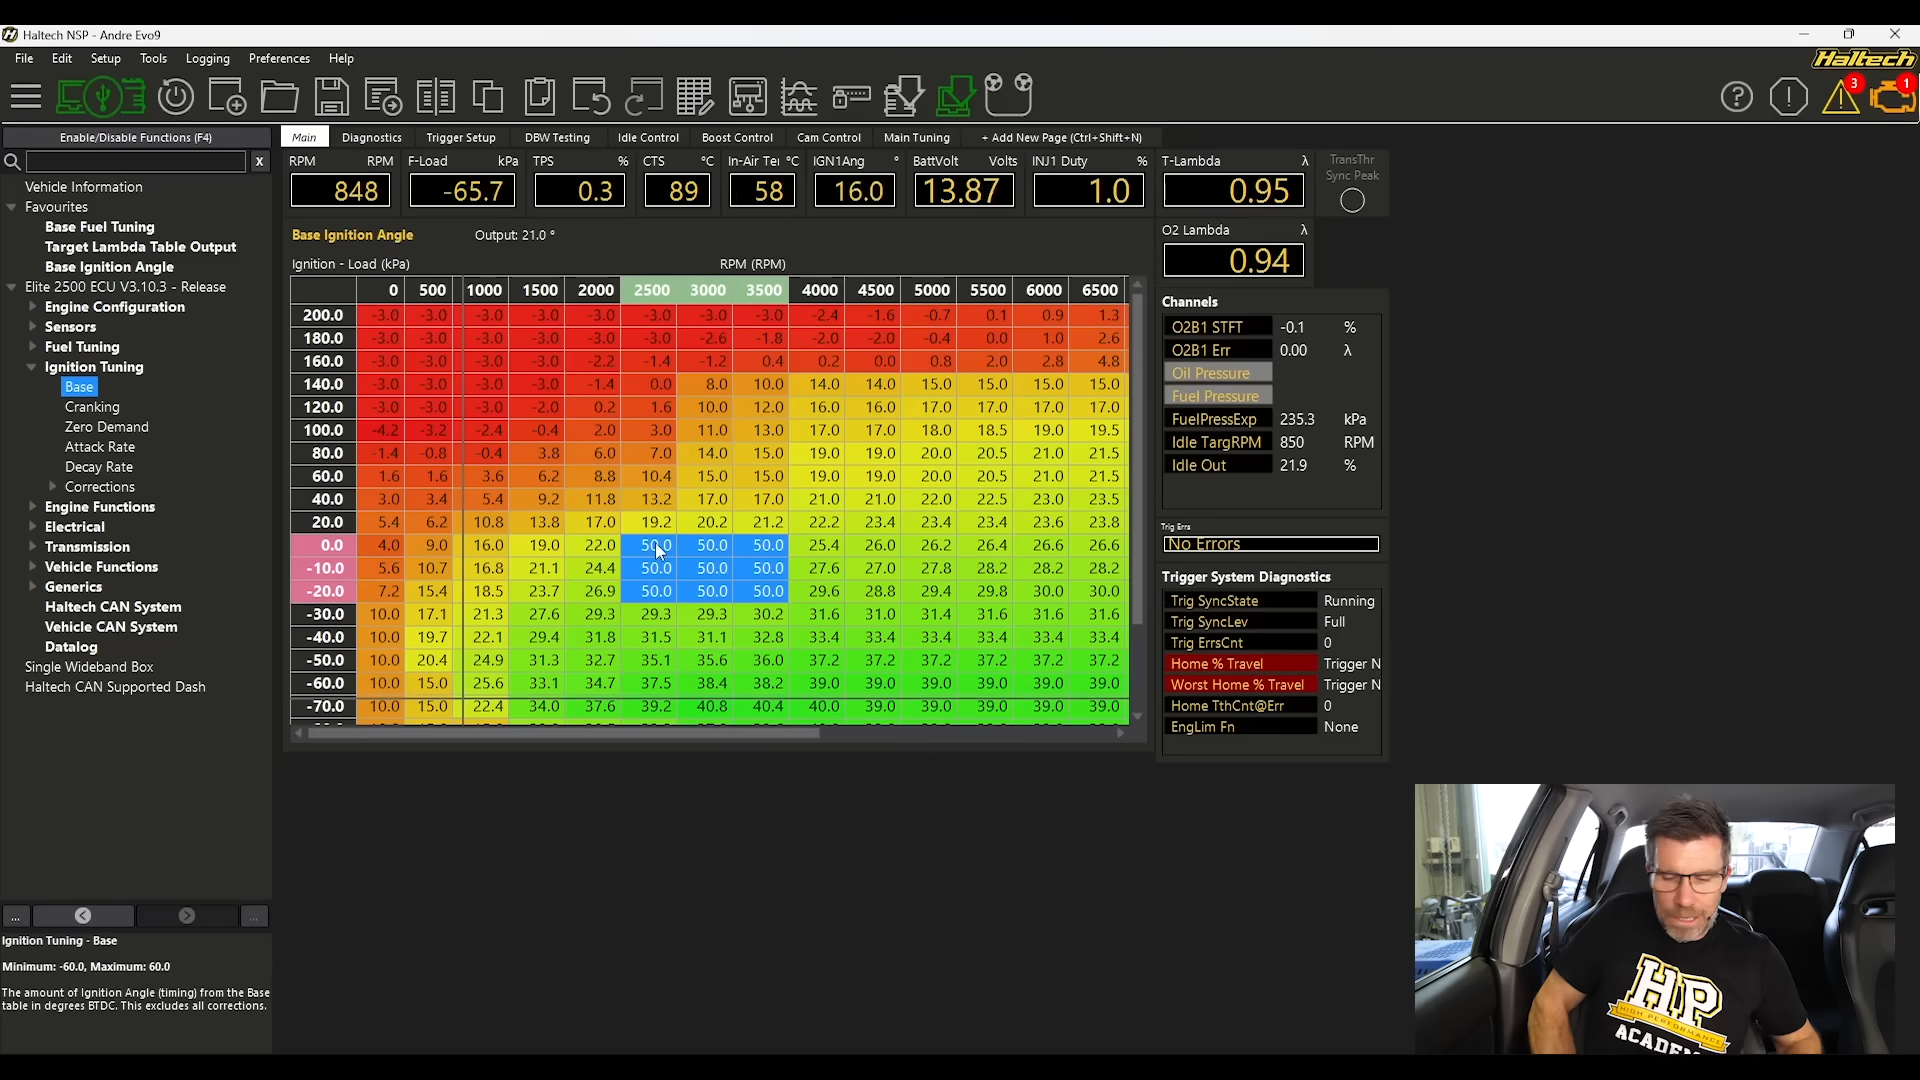 Haltech NSP - Andre Evo9
File Edit Setup Tools Logging Preferences Help
Haltech
3 1
Enable/Disable Functions (F4)
x
Vehicle Information
Favourites
Base Fuel Tuning
Target Lambda Table Output
Base Ignition Angle
Elite 2500 ECU V3.10.3 - Release
Engine Configuration
Sensors
Fuel Tuning
Ignition Tuning
Base
Cranking
Zero Demand
Attack Rate
Decay Rate
Corrections
Engine Functions
Electrical
Transmission
Vehicle Functions
Generics
Haltech CAN System
Vehicle CAN System
Datalog
Single Wideband Box
Haltech CAN Supported Dash
... ...
Ignition Tuning - Base
Minimum: -60.0, Maximum: 60.0
The amount of Ignition Angle (timing) from the Base
table in degrees BTDC. This excludes all corrections.
Main Diagnostics Trigger Setup DBW Testing Idle Control Boost Control Cam Control Main Tuning + Add New Page (Ctrl+Shift+N)
RPM RPM F-Load kPa TPS % CTS °C In-Air Ter °C IGN1Ang ° BattVolt Volts INJ1 Duty % T-Lambda λ
848 -65.7 0.3 89 58 16.0 13.87 1.0 0.95
TransThr
Sync Peak
Base Ignition Angle Output: 21.0 °
O2 Lambda λ
0.94
Ignition - Load (kPa) RPM (RPM)
0 500 1000 1500 2000 2500 3000 3500 4000 4500 5000 5500 6000 6500
200.0 -3.0 -3.0 -3.0 -3.0 -3.0 -3.0 -3.0 -3.0 -2.4 -1.6 -0.7 0.1 0.9 1.3
180.0 -3.0 -3.0 -3.0 -3.0 -3.0 -3.0 -2.6 -1.8 -2.0 -2.0 -0.4 0.0 1.0 2.6
160.0 -3.0 -3.0 -3.0 -3.0 -2.2 -1.4 -1.2 0.4 0.2 0.0 0.8 2.0 2.8 4.8
140.0 -3.0 -3.0 -3.0 -3.0 -1.4 0.0 8.0 10.0 14.0 14.0 15.0 15.0 15.0 15.0
120.0 -3.0 -3.0 -3.0 -2.0 0.2 1.6 10.0 12.0 16.0 16.0 17.0 17.0 17.0 17.0
100.0 -4.2 -3.2 -2.4 -0.4 2.0 3.0 11.0 13.0 17.0 17.0 18.0 18.5 19.0 19.5
80.0 -1.4 -0.8 -0.4 3.8 6.0 7.0 14.0 15.0 19.0 19.0 20.0 20.5 21.0 21.5
60.0 1.6 1.6 3.6 6.2 8.8 10.4 15.0 15.0 19.0 19.0 20.0 20.5 21.0 21.5
40.0 3.0 3.4 5.4 9.2 11.8 13.2 17.0 17.0 21.0 21.0 22.0 22.5 23.0 23.5
20.0 5.4 6.2 10.8 13.8 17.0 19.2 20.2 21.2 22.2 23.4 23.4 23.4 23.6 23.8
0.0 4.0 9.0 16.0 19.0 22.0 50.0 50.0 50.0 25.4 26.0 26.2 26.4 26.6 26.6
-10.0 5.6 10.7 16.8 21.1 24.4 50.0 50.0 50.0 27.6 27.0 27.8 28.2 28.2 28.2
-20.0 7.2 15.4 18.5 23.7 26.9 50.0 50.0 50.0 29.6 28.8 29.4 29.8 30.0 30.0
-30.0 10.0 17.1 21.3 27.6 29.3 29.3 29.3 30.2 31.6 31.0 31.4 31.6 31.6 31.6
-40.0 10.0 19.7 22.1 29.4 31.8 31.5 31.1 32.8 33.4 33.4 33.4 33.4 33.4 33.4
-50.0 10.0 20.4 24.9 31.3 32.7 35.1 35.6 36.0 37.2 37.2 37.2 37.2 37.2 37.2
-60.0 10.0 15.0 25.6 33.1 34.7 37.5 38.4 38.2 39.0 39.0 39.0 39.0 39.0 39.0
-70.0 10.0 15.0 22.4 34.0 37.6 39.2 40.8 40.4 40.0 39.0 39.0 39.0 39.0 39.0
Channels
O2B1 STFT -0.1 %
O2B1 Err 0.00 λ
Oil Pressure
Fuel Pressure
FuelPressExp 235.3 kPa
Idle TargRPM 850 RPM
Idle Out 21.9 %
Trig Errs
No Errors
Trigger System Diagnostics
Trig SyncState Running
Trig SyncLev Full
Trig ErrsCnt 0
Home % Travel Trigger N
Worst Home % Travel Trigger N
Home TthCnt@Err 0
EngLim Fn None
HP
HIGH PERFORMANCE
ACADEM